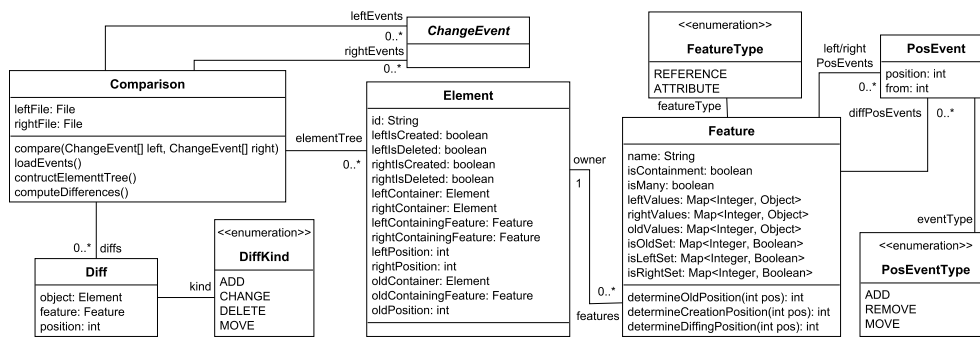 leftEvents
0..*
rightEvents
0..*
ChangeEvent
Comparison
leftFile: File
rightFile: File
compare(ChangeEvent[] left, ChangeEvent[] right)
loadEvents()
contructElementtTree()
computeDifferences()
elementTree
0..*
0..*
diffs
Diff
object: Element
feature: Feature
position: int
kind
<<enumeration>>
DiffKind
ADD
CHANGE
DELETE
MOVE
Element
id: String
leftIsCreated: boolean
leftIsDeleted: boolean
rightIsCreated: boolean
rightIsDeleted: boolean
leftContainer: Element
rightContainer: Element
leftContainingFeature: Feature
rightContainingFeature: Feature
leftPosition: int
rightPosition: int
oldContainer: Element
oldContainingFeature: Feature
oldPosition: int
owner
1
0..*
features
<<enumeration>>
FeatureType
REFERENCE
ATTRIBUTE
featureType
Feature
name: String
isContainment: boolean
isMany: boolean
leftValues: Map<Integer, Object>
rightValues: Map<Integer, Object>
oldValues: Map<Integer, Object>
isOldSet: Map<Integer, Boolean>
isLeftSet: Map<Integer, Boolean>
isRightSet: Map<Integer, Boolean>
determineOldPosition(int pos): int
determineCreationPosition(int pos): int
determineDiffingPosition(int pos): int
left/right
PosEvents
0..*
diffPosEvents
0..*
PosEvent
position: int
from: int
eventType
<<enumeration>>
PosEventType
ADD
REMOVE
MOVE